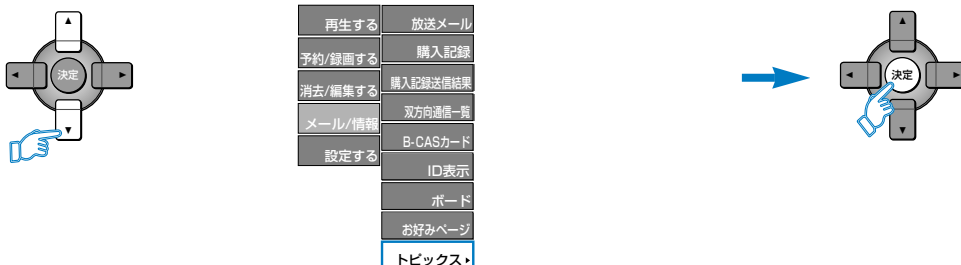 決定
再生する
予約/録画する
消去/編集する
メール/情報
設定する
放送メール
購入記録
購入記録送信結果
双方向通信一覧
B-CASカード
ID表示
ボード
お好みページ
トピックス
決定